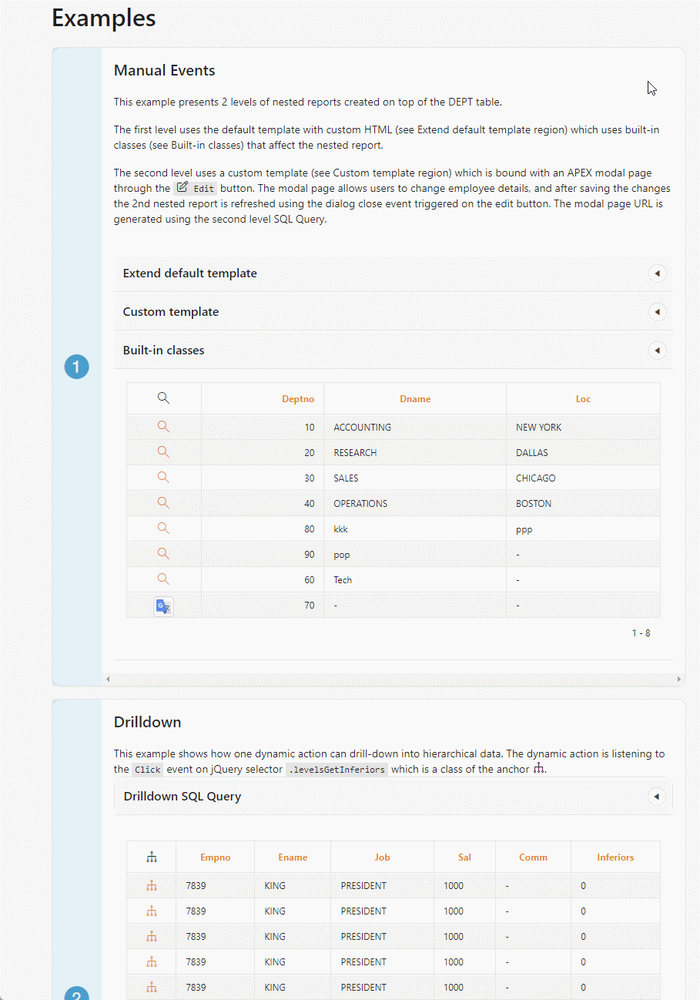 Examples
Manual Events
This example presents 2 levels of nested reports created on top of the DEPT table.
The first level uses the default template with custom HTML (see Extend default template region) which uses built-in
classes (see Built-in classes) that affect the nested report.
The second level uses a custom template (see Custom template region) which is bound with an APEX modal page
through the Edit button. The modal page allows users to change employee details, and after saving the changes
the 2nd nested report is refreshed using the dialog close event triggered on the edit button. The modal page URL is
generated using the second level SQL Query.
Extend default template
Custom template
Built-in classes
1
Deptno Dname Loc
10 ACCOUNTING NEW YORK
20 RESEARCH DALLAS
30 SALES CHICAGO
40 OPERATIONS BOSTON
80 kkk ppp
90 pop -
60 Tech -
70 - -
1 - 8
Drilldown
This example shows how one dynamic action can drill-down into hierarchical data. The dynamic action is listening to
the Click event on jQuery selector .levelsGetInferiors which is a class of the anchor .
Drilldown SQL Query
Empno Ename Job Sal Comm Inferiors
7839 KING PRESIDENT 1000 - 0
7839 KING PRESIDENT 1000 - 0
7839 KING PRESIDENT 1000 - 0
7839 KING PRESIDENT 1000 - 0
7839 KING PRESIDENT 1000 - 0
2